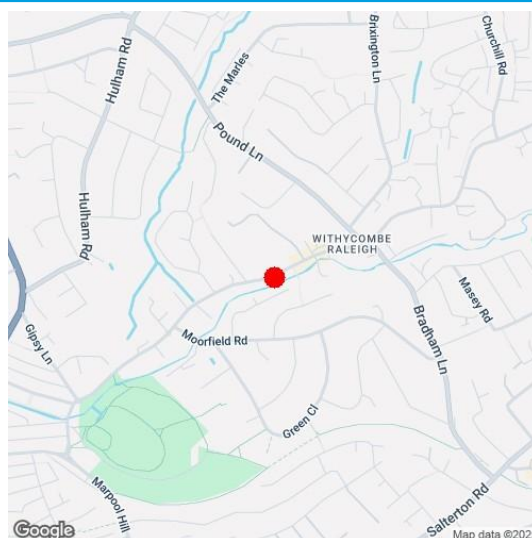 Hulham Rd
Brixington Ln
Churchill Rd
The Marles
Pound Ln
Hulham Rd
WITHYCOMBE
RALEIGH
Masey Rd
Bradham Ln
Gipsy Ln
Moorfield Rd
Green Cl
Marpool Hill
Salterton Rd
Google
Map data ©202